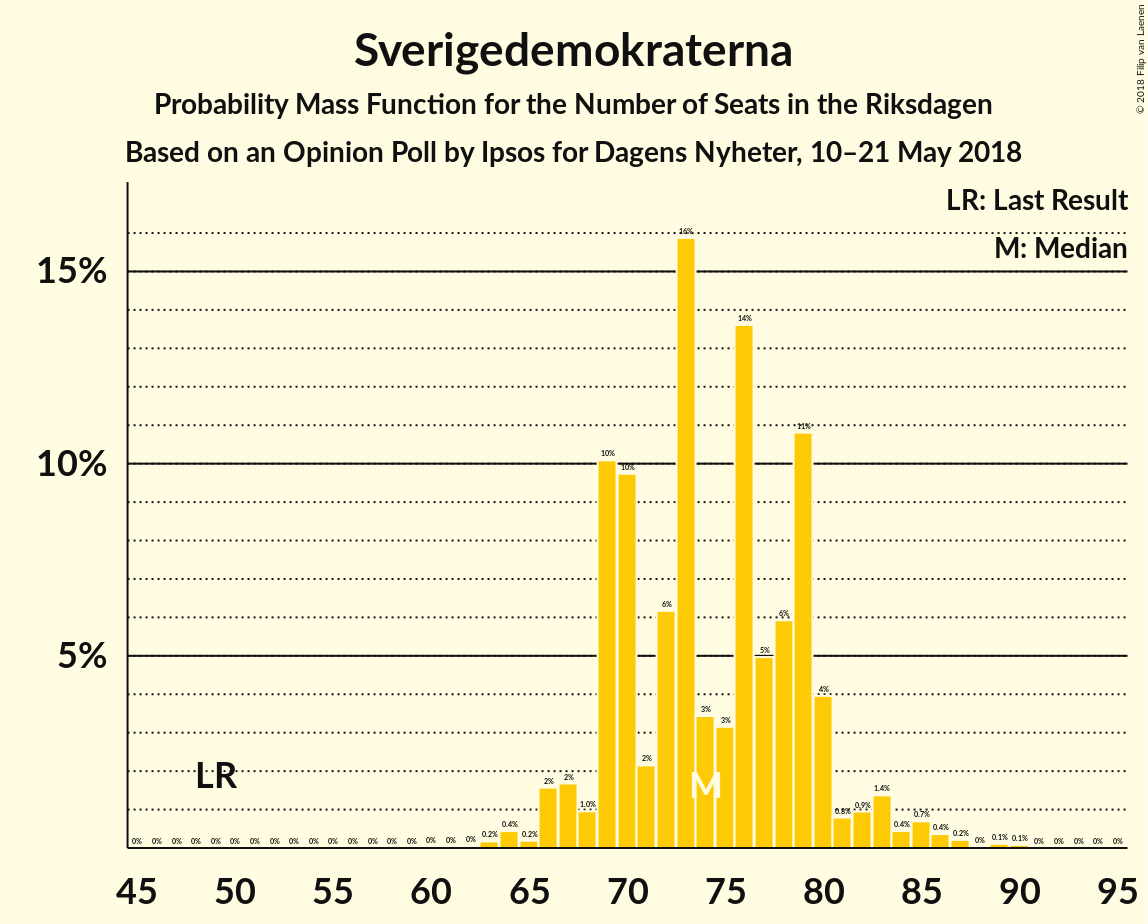 Sverigedemokraterna
Probability Mass Function for the Number of Seats in the Riksdagen
Based on an Opinion Poll by Ipsos for Dagens Nyheter, 10–21 May 2018
© 2018 Filip van Laenen
LR: Last Result
M: Median
15%
10%
5%
0% 0% 0% 0% 0% 0% 0% 0% 0% 0% 0% 0% 0% 0% 0% 0% 0% 0% 0.2% 0.4% 0.2% 2% 2% 1.0% 10% 10% 2% 6% 16% 3% 3% 14% 5% 6% 11% 4% 0.8% 0.9% 1.4% 0.4% 0.7% 0.4% 0.2% 0% 0.1% 0.1% 0% 0% 0% 0% 0%
LR
M
45 50 55 60 65 70 75 80 85 90 95